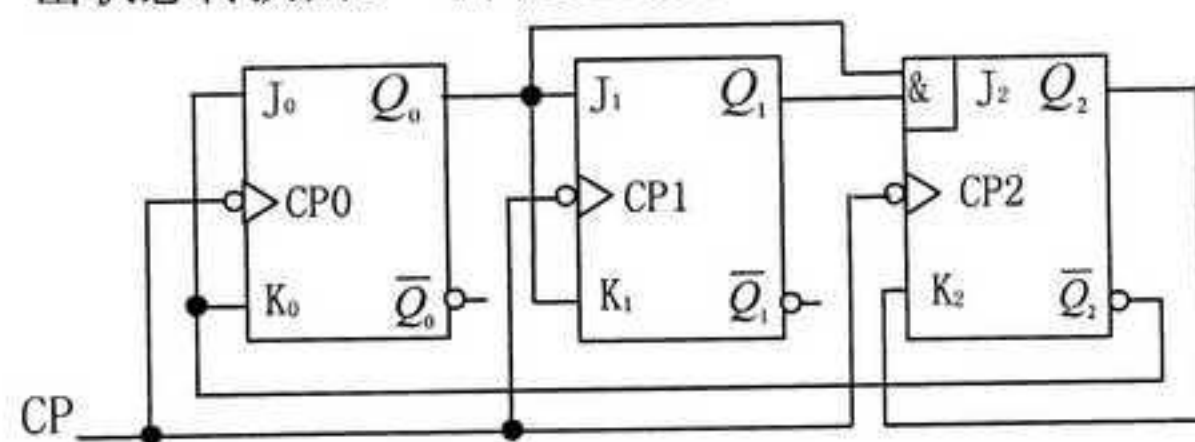 J₀ Q₀ J₁ Q₁ & J₂ Q₂
CP0 CP1 CP2
K₀ Q̅₀ K₁ Q̅₁ K₂ Q̅₂
CP